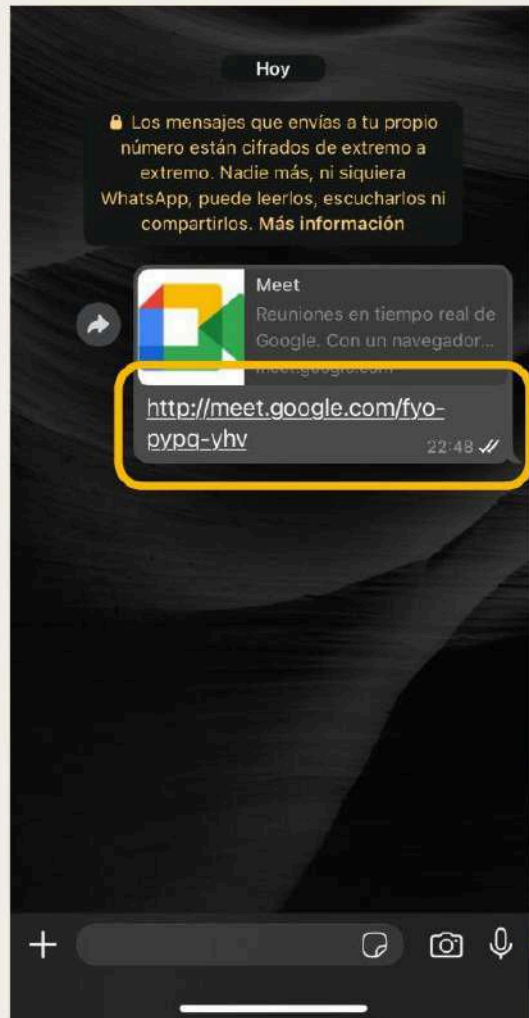 Hoy
🔒 Los mensajes que envías a tu propio
número están cifrados de extremo a
extremo. Nadie más, ni siquiera
WhatsApp, puede leerlos, escucharlos ni
compartirlos. Más información
Meet
Reuniones en tiempo real de
Google. Con un navegador...
meet.google.com
http://meet.google.com/fyo-
pypq-yhv
22:48